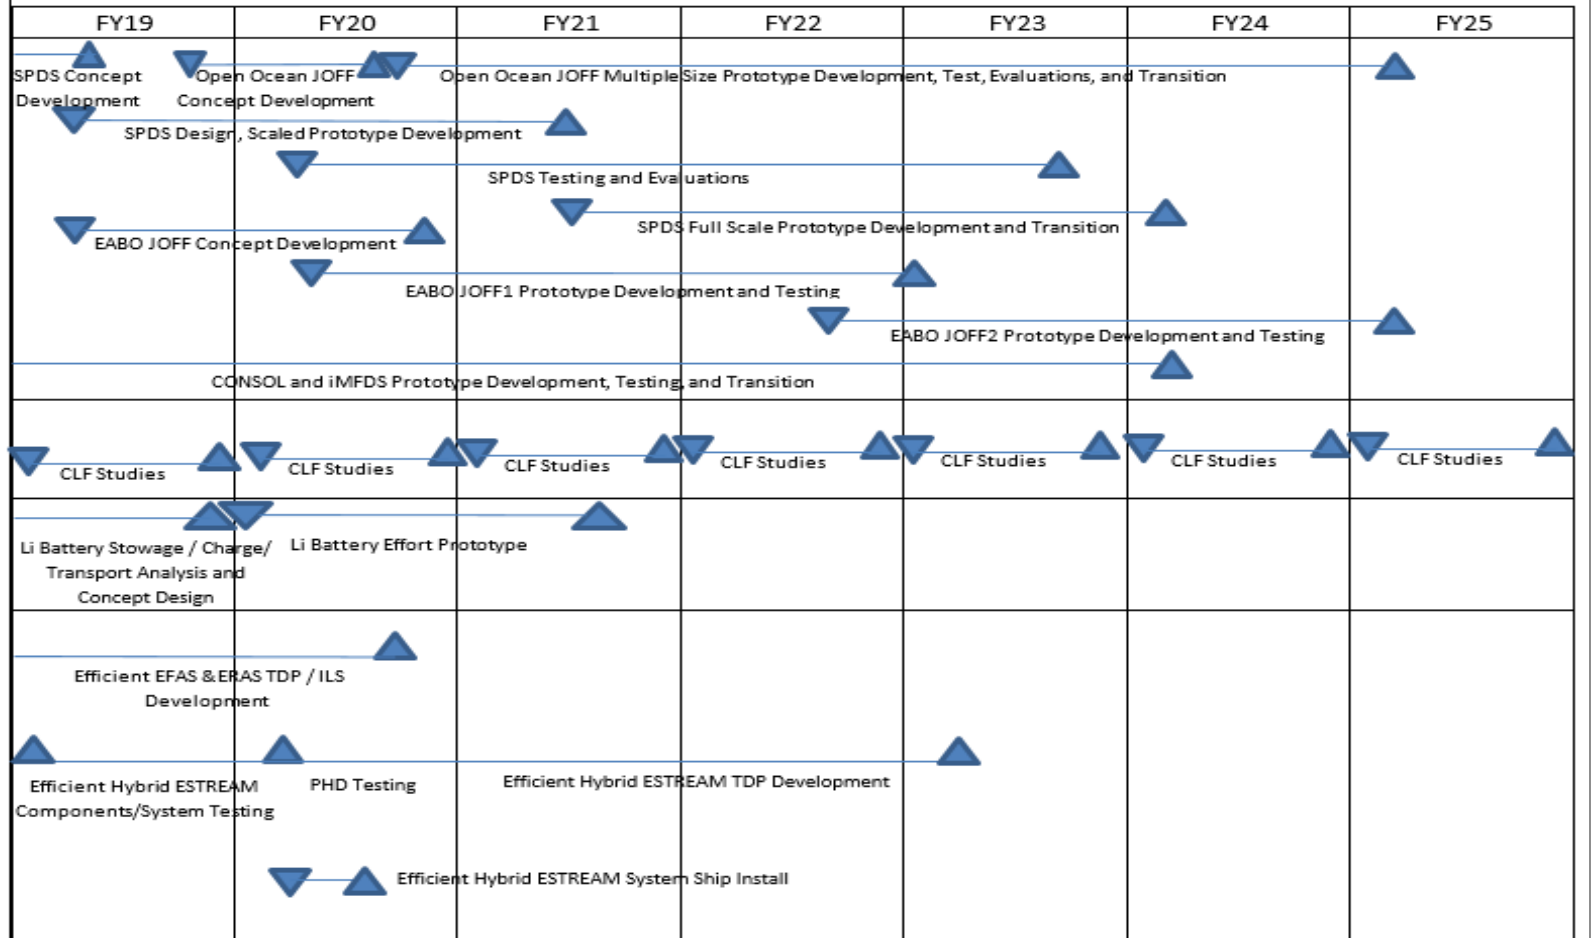 FY19 FY20 FY21 FY22 FY23 FY24 FY25
SPDS Concept
Development
Open Ocean JOFF
Concept Development
Open Ocean JOFF Multiple Size Prototype Development, Test, Evaluations, and Transition
SPDS Design, Scaled Prototype Development
SPDS Testing and Evaluations
SPDS Full Scale Prototype Development and Transition
EABO JOFF Concept Development
EABO JOFF1 Prototype Development and Testing
EABO JOFF2 Prototype Development and Testing
CONSOL and iMFDS Prototype Development, Testing, and Transition
CLF Studies CLF Studies CLF Studies CLF Studies CLF Studies CLF Studies CLF Studies
Li Battery Stowage / Charge/
Transport Analysis and
Concept Design
Li Battery Effort Prototype
Efficient EFAS & ERAS TDP / ILS
Development
Efficient Hybrid ESTREAM
Components/System Testing
PHD Testing
Efficient Hybrid ESTREAM TDP Development
Efficient Hybrid ESTREAM System Ship Install